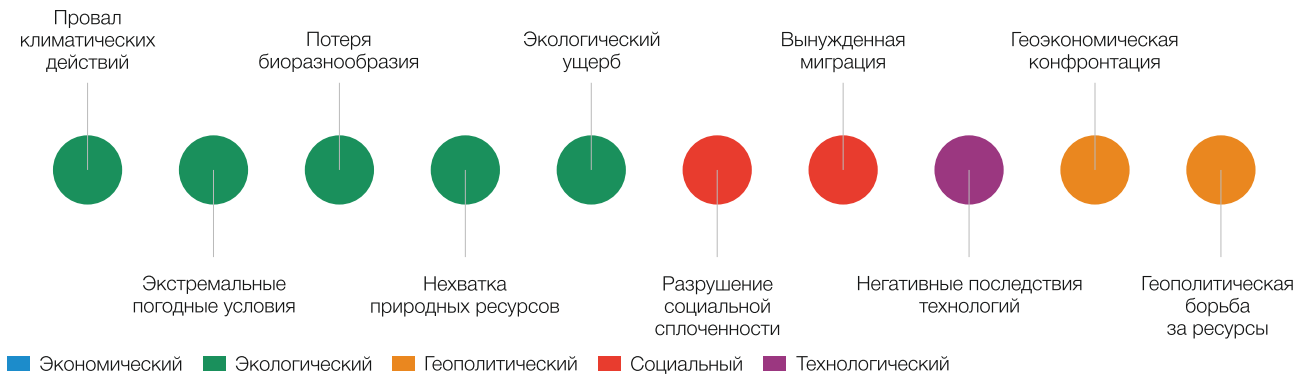 Провал
климатических
действий
Потеря
биоразнообразия
Экологический
ущерб
Вынужденная
миграция
Геоэкономическая
конфронтация
Экстремальные
погодные условия
Нехватка
природных ресурсов
Разрушение
социальной
сплоченности
Негативные последствия
технологий
Геополитическая
борьба
за ресурсы
Экономический
Экологический
Геополитический
Социальный
Технологический